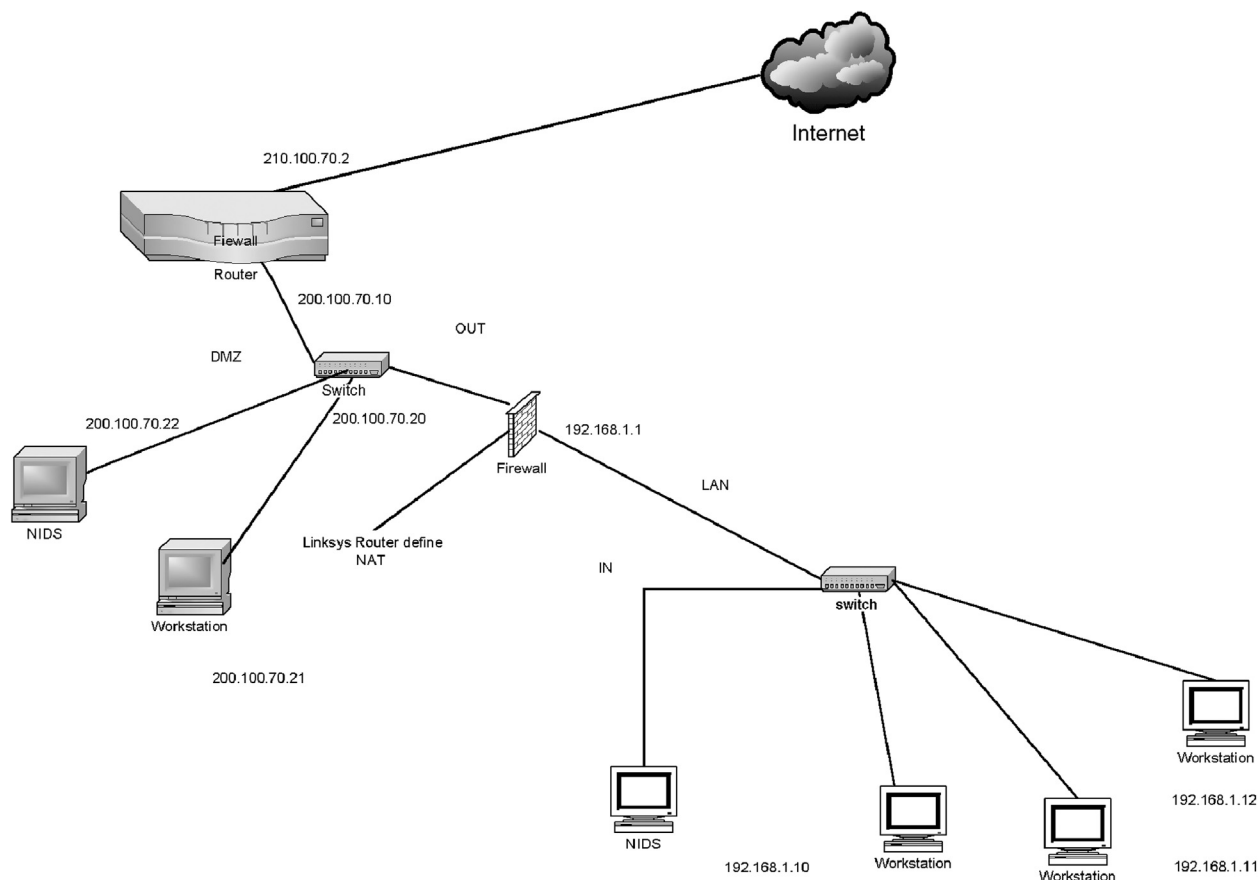 Internet
210.100.70.2
Fiewall
Router
200.100.70.10
OUT
DMZ
Switch
200.100.70.22
200.100.70.20
192.168.1.1
Firewall
LAN
NIDS
Linksys Router define
NAT
IN
switch
Workstation
200.100.70.21
Workstation
192.168.1.12
NIDS
192.168.1.10
Workstation
Workstation
192.168.1.11